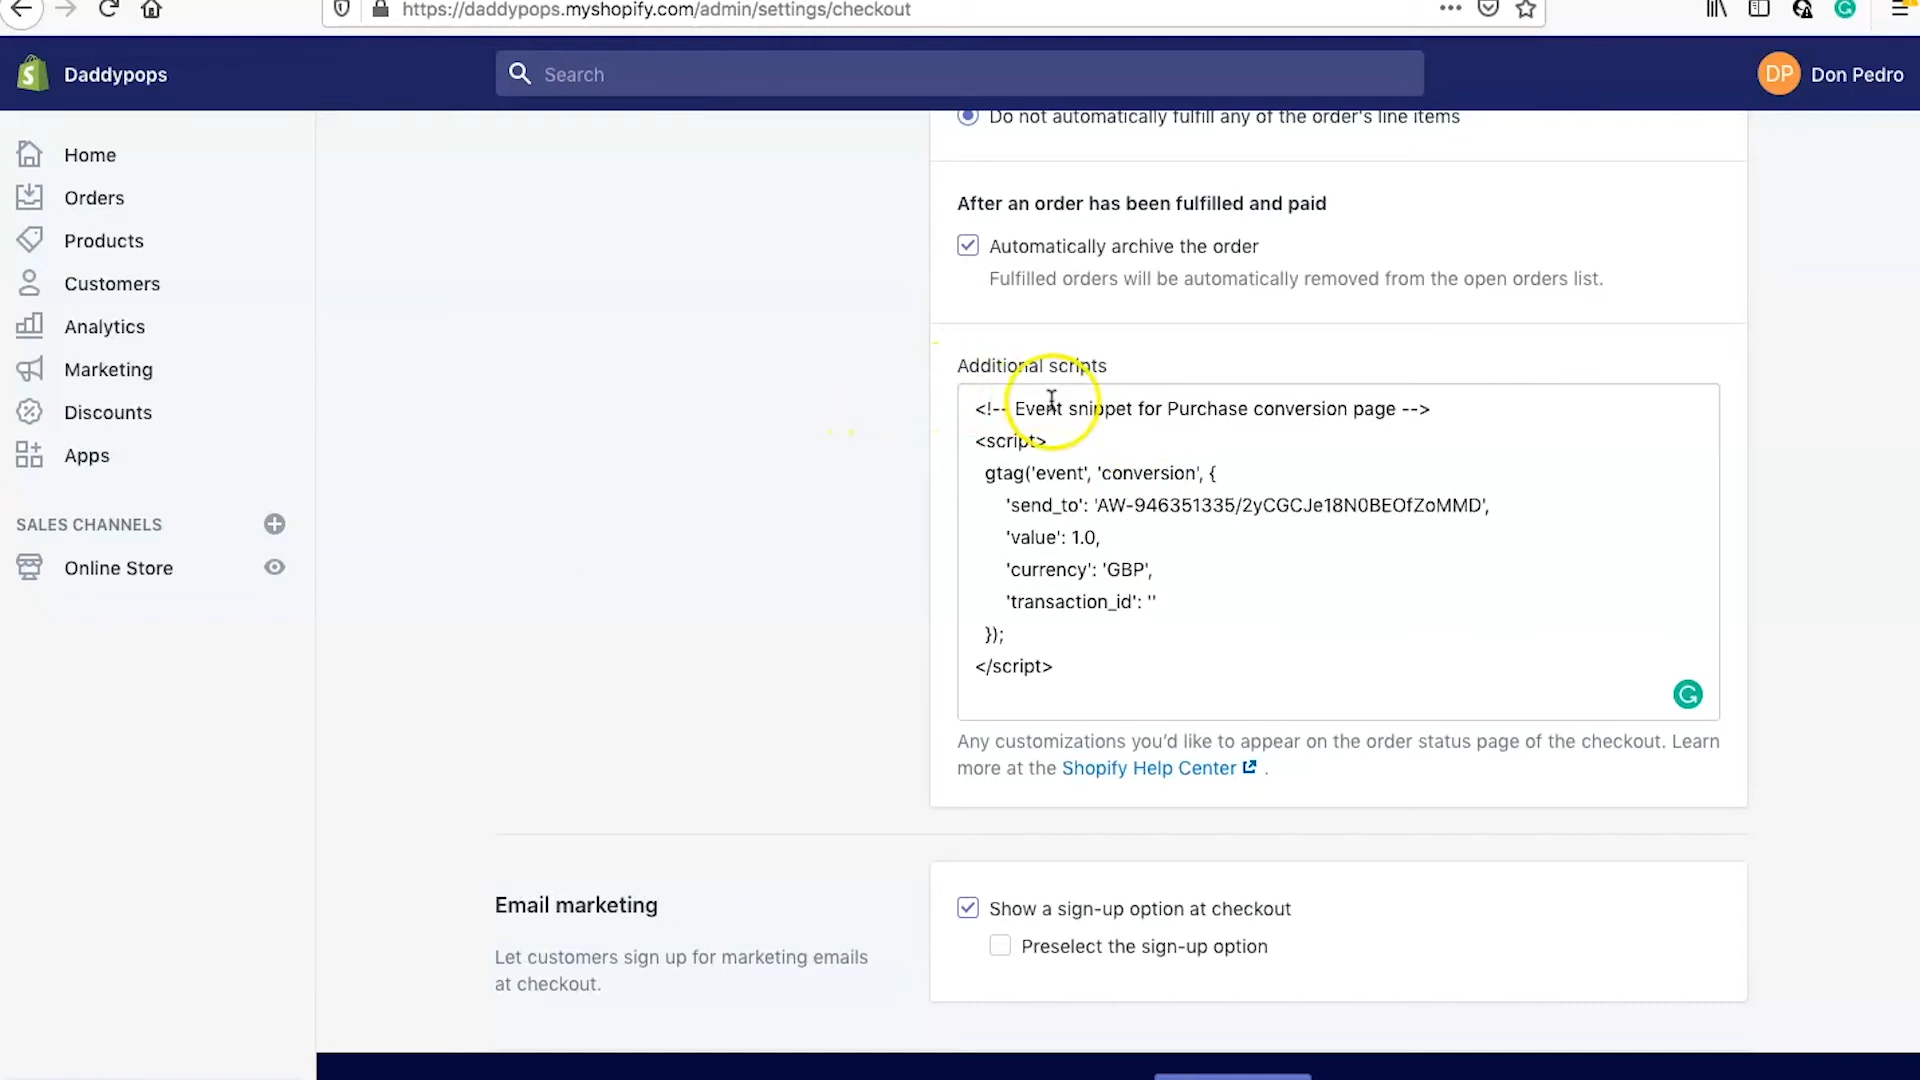 https://daddypops.myshopify.com/admin/settings/checkout
Daddypops
Search
DP Don Pedro
Home
Orders
Products
Customers
Analytics
Marketing
Discounts
Apps
SALES CHANNELS
Online Store
Do not automatically fulfill any of the order's line items
After an order has been fulfilled and paid
Automatically archive the order
Fulfilled orders will be automatically removed from the open orders list.
Additional scripts
<!-- Event snippet for Purchase conversion page -->
<script>
gtag('event', 'conversion', {
'send_to': 'AW-946351335/2yCGCJe18N0BEOfZoMMD',
'value': 1.0,
'currency': 'GBP',
'transaction_id': ''
});
</script>
Any customizations you’d like to appear on the order status page of the checkout. Learn
more at the Shopify Help Center .
Email marketing
Let customers sign up for marketing emails
at checkout.
Show a sign-up option at checkout
Preselect the sign-up option